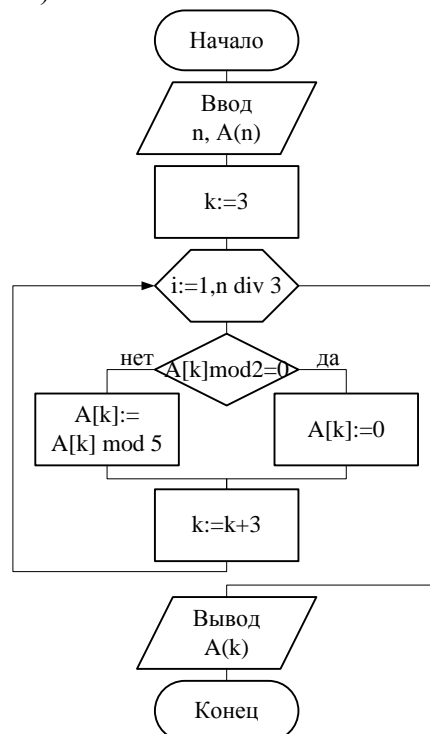 )
Начало
Ввод
n, A(n)
k:=3
i:=1,n div 3
нет
A[k]mod2=0
да
A[k]:=
A[k] mod 5
A[k]:=0
k:=k+3
Вывод
A(k)
Конец